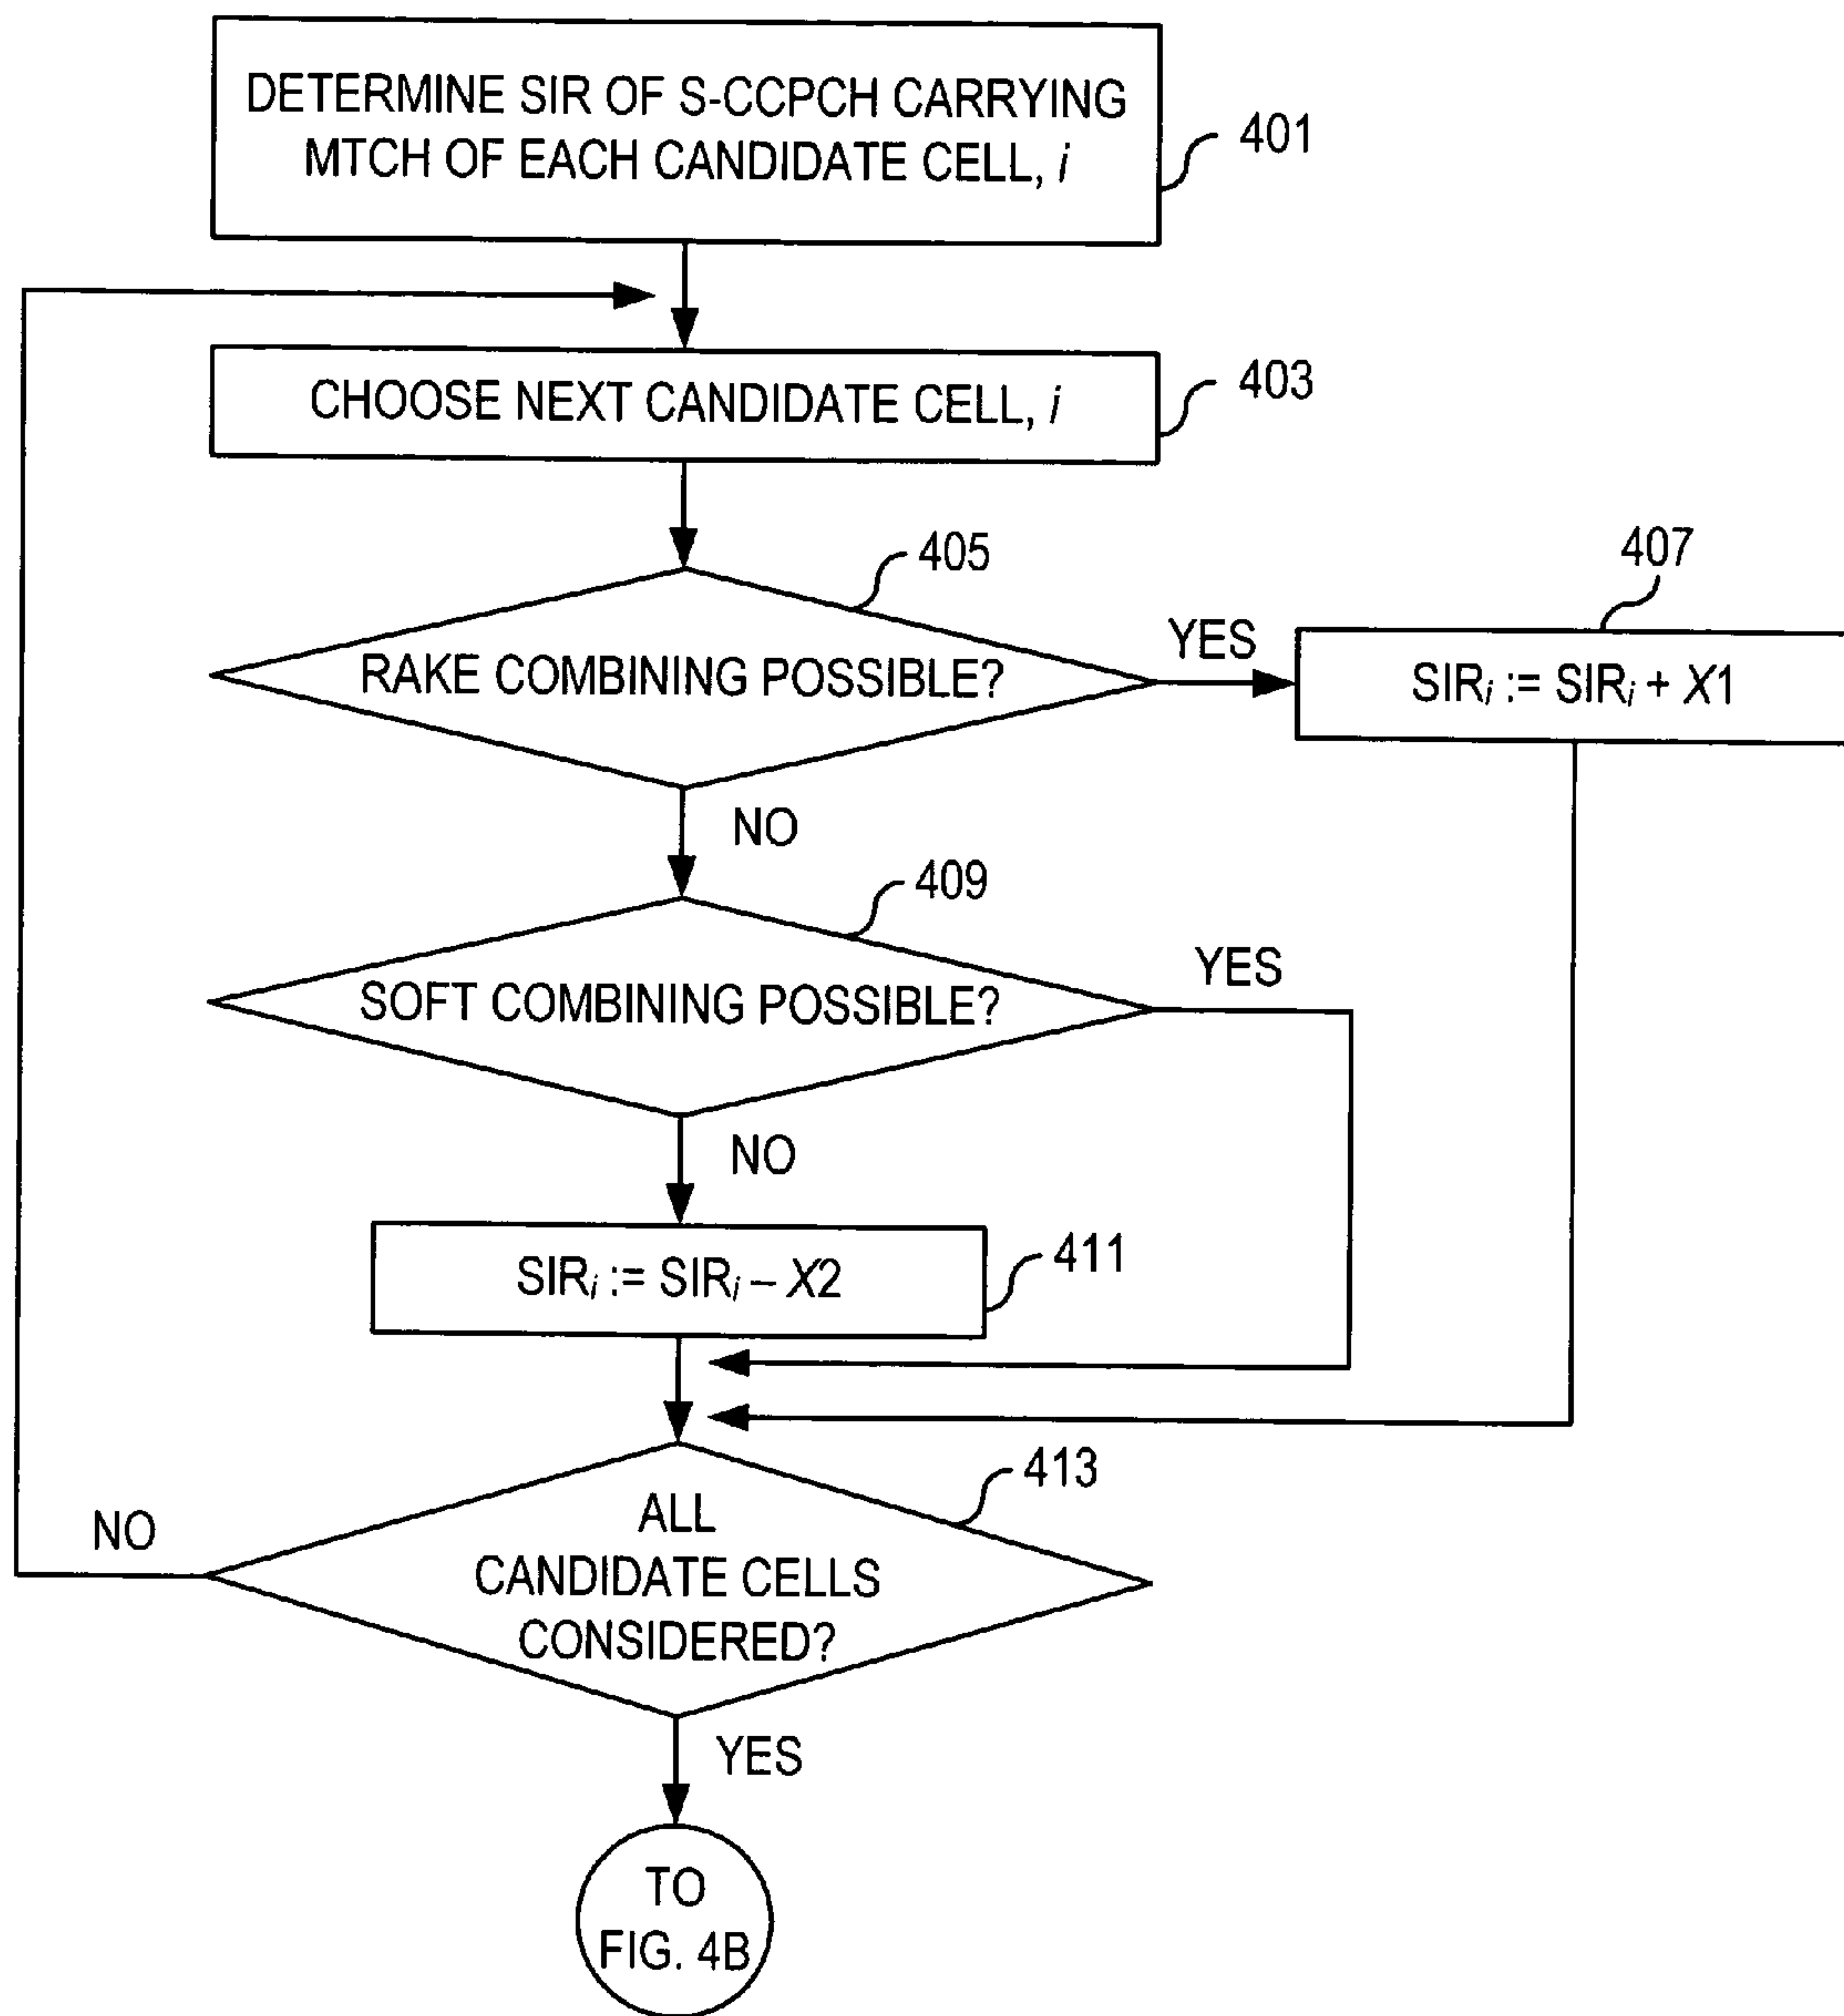 DETERMINE SIR OF S-CCPCH CARRYING
MTCH OF EACH CANDIDATE CELL, i
401
CHOOSE NEXT CANDIDATE CELL, i
403
405
RAKE COMBINING POSSIBLE?
YES
407
SIRi := SIRi + X1
NO
409
SOFT COMBINING POSSIBLE?
YES
NO
SIRi := SIRi – X2
411
413
ALL
CANDIDATE CELLS
CONSIDERED?
NO
YES
TO
FIG. 4B